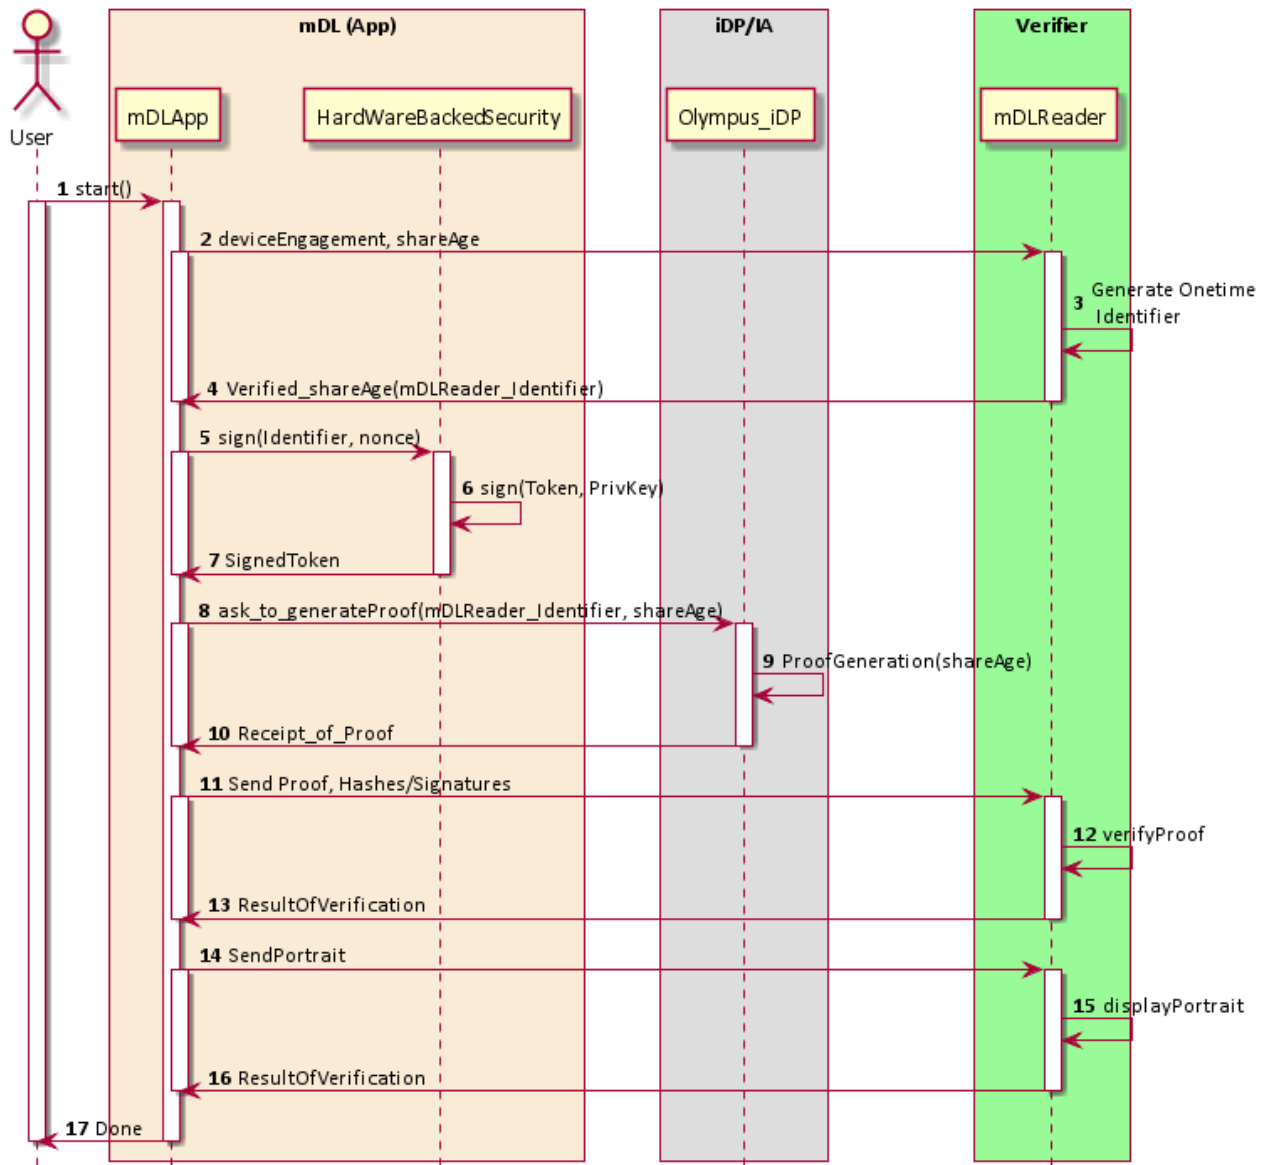 mDL (App)
iDP/IA
Verifier
User
mDLApp
HardWareBackedSecurity
Olympus_iDP
mDLReader
1 start()
2 deviceEngagement, shareAge
3 Generate Onetime
Identifier
4 Verified_shareAge(mDLReader_Identifier)
5 sign(Identifier, nonce)
6 sign(Token, PrivKey)
7 SignedToken
8 ask_to_generateProof(mDLReader_Identifier, shareAge)
9 ProofGeneration(shareAge)
10 Receipt_of_Proof
11 Send Proof, Hashes/Signatures
12 verifyProof
13 ResultOfVerification
14 SendPortrait
15 displayPortrait
16 ResultOfVerification
17 Done